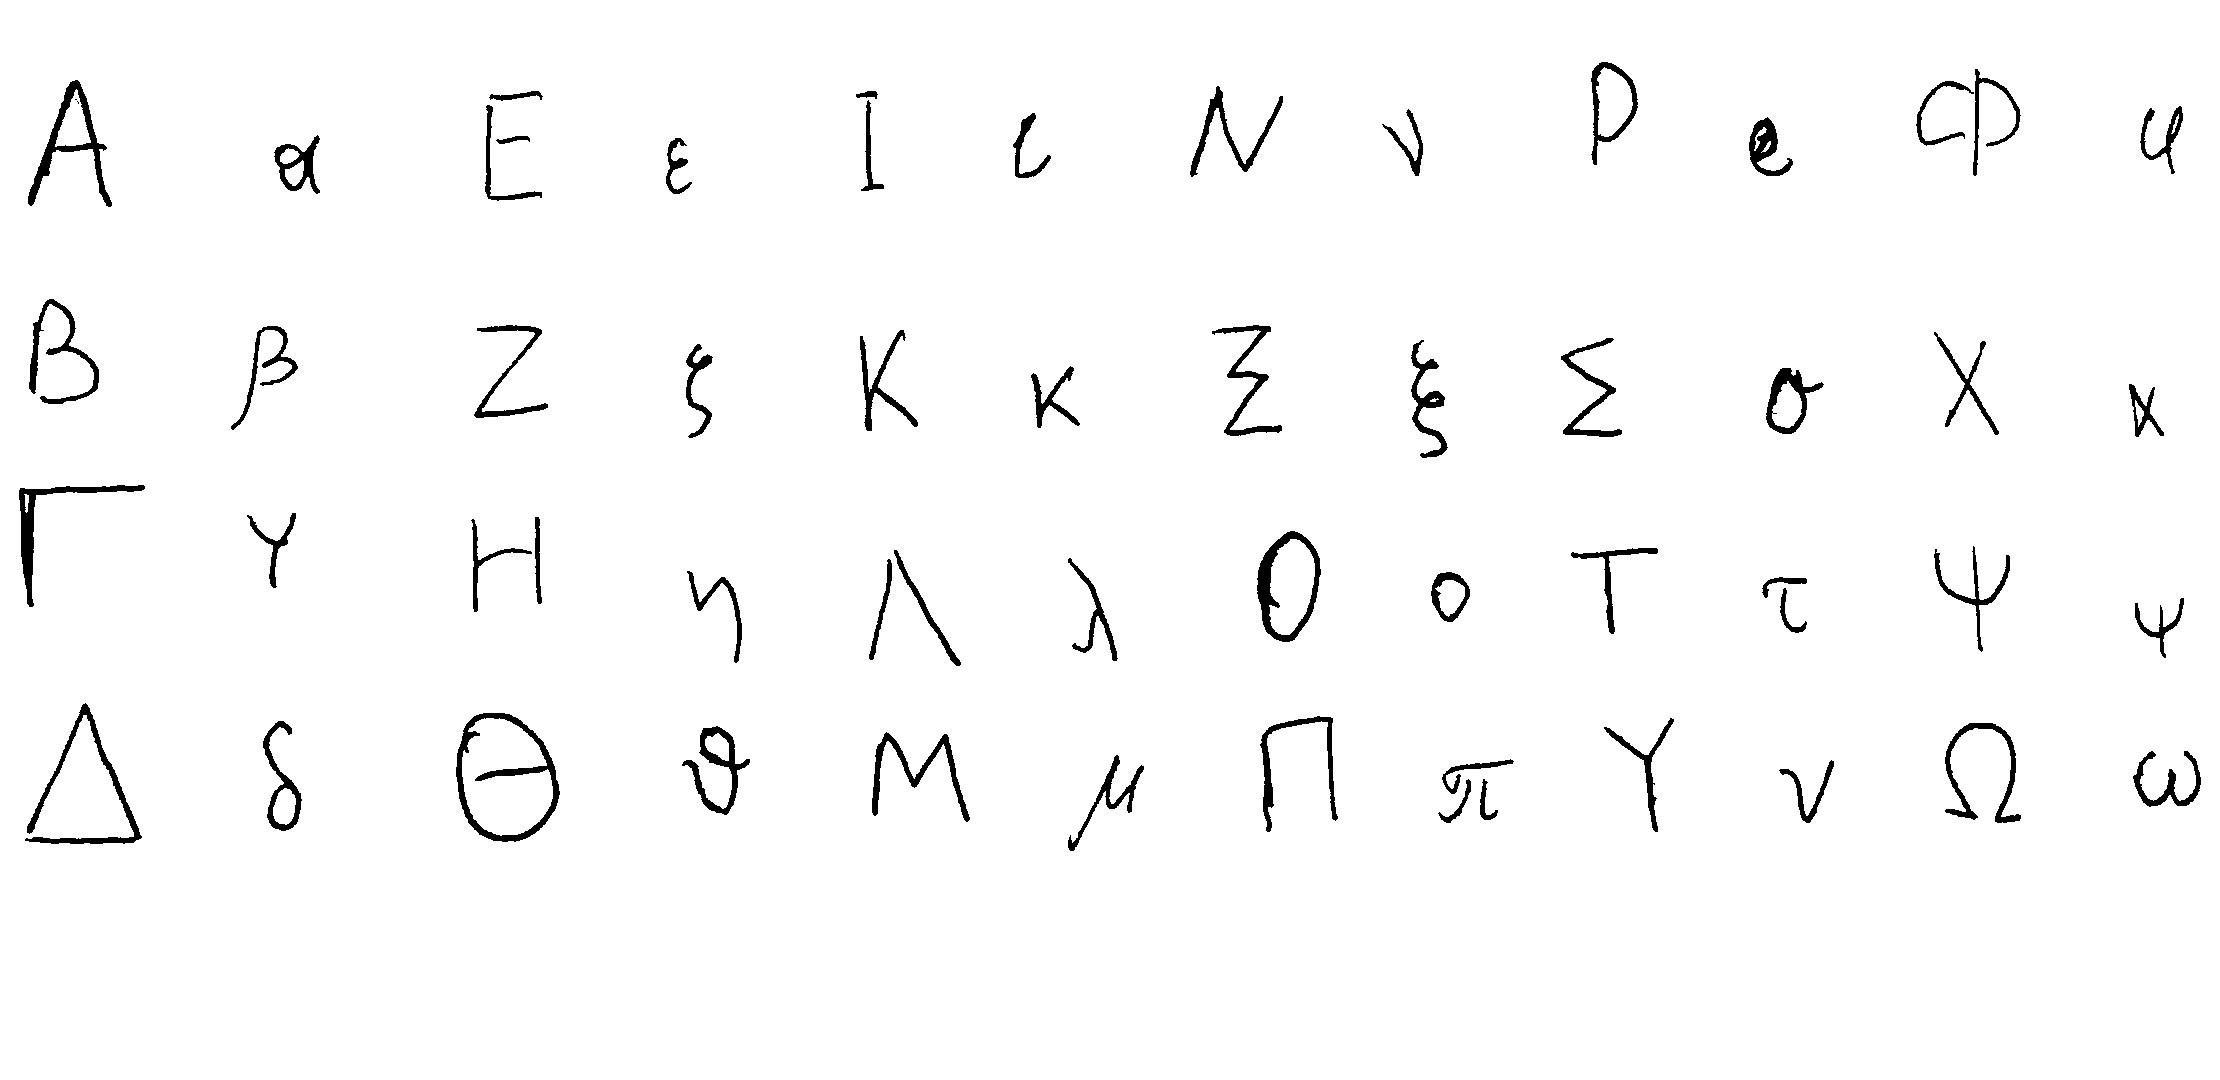 Α α Ε ε Ι ι Ν ν Ρ ρ Φ φ
Β β Ζ ζ Κ κ Ξ ξ Σ σ Χ χ
Γ γ Η η Λ λ Ο ο Τ τ Ψ ψ
Δ δ Θ ϑ Μ μ Π π Υ υ Ω ω